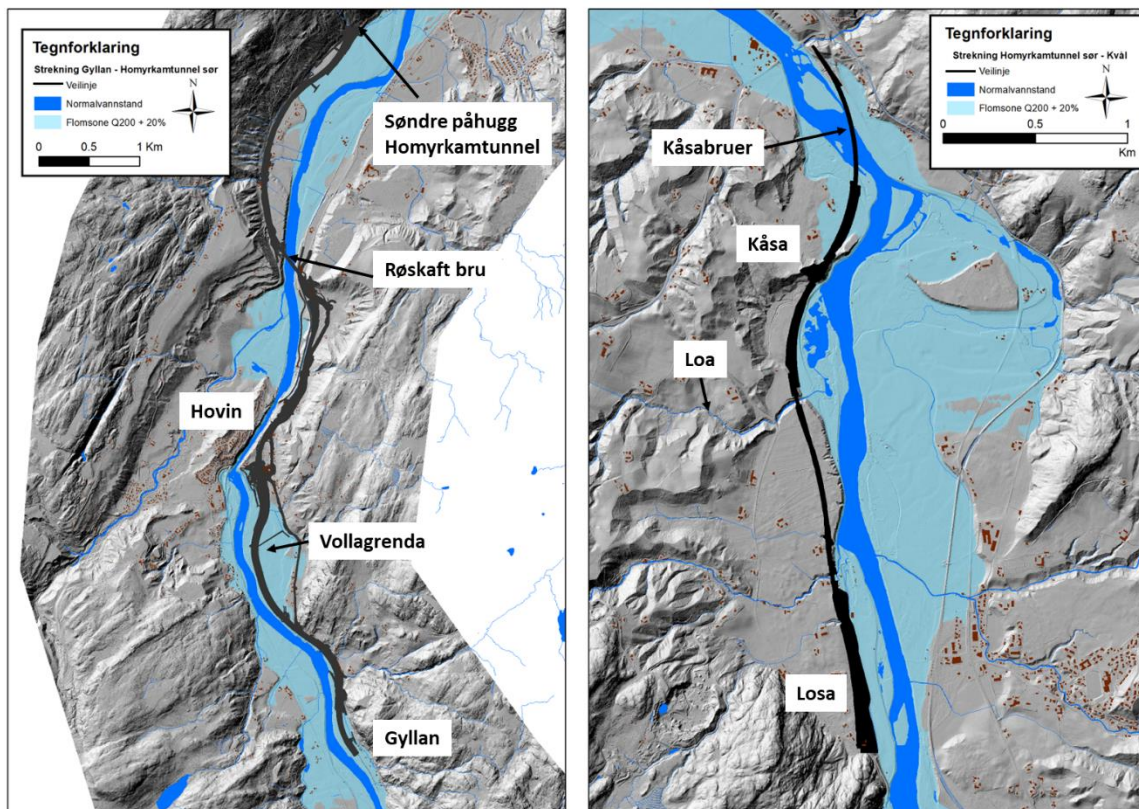 Tegnforklaring
Strekning Gyllan - Homyrkamtunnel sør
Veilinje
Normalvannstand
Flomsone Q200 + 20%
N
0 0.5 1 Km
Søndre påhugg
Homyrkamtunnel
Røskaft bru
Hovin
Vollagrenda
Gyllan
Tegnforklaring
Strekning Homyrkamtunnel sør - Kvål
Veilinje
Normalvannstand
Flomsone Q200 + 20%
N
0 0.5 1
Km
Kåsabruer
Kåsa
Loa
Losa